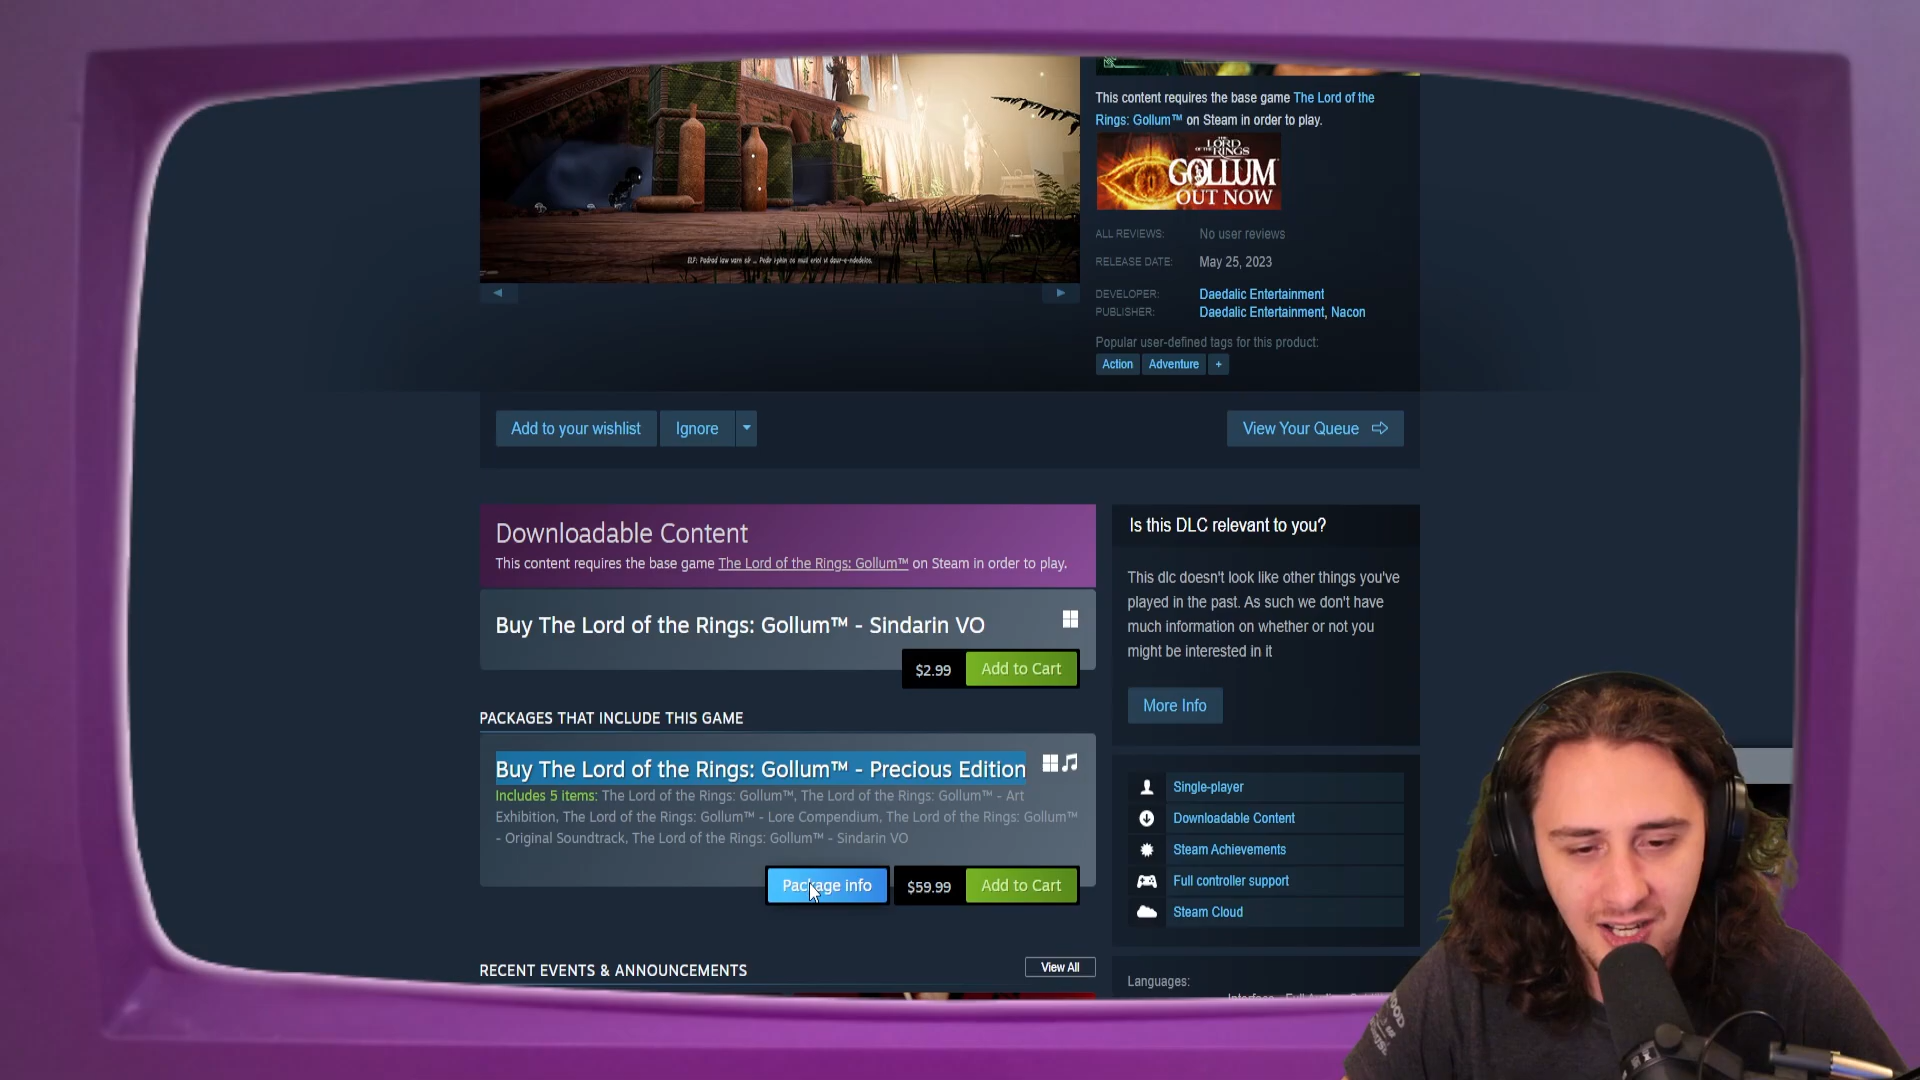 This content requires the base game The Lord of the
Rings: Gollum™ on Steam in order to play.
THE
LORD
OF THE RINGS
GOLLUM
OUT NOW
ALL REVIEWS: No user reviews
RELEASE DATE: May 25, 2023
DEVELOPER: Daedalic Entertainment
PUBLISHER: Daedalic Entertainment, Nacon
Popular user-defined tags for this product:
Action Adventure +
Add to your wishlist Ignore
View Your Queue
Downloadable Content
This content requires the base game The Lord of the Rings: Gollum™ on Steam in order to play.
Buy The Lord of the Rings: Gollum™ - Sindarin VO
$2.99 Add to Cart
PACKAGES THAT INCLUDE THIS GAME
Buy The Lord of the Rings: Gollum™ - Precious Edition
Includes 5 items: The Lord of the Rings: Gollum™, The Lord of the Rings: Gollum™ - Art
Exhibition, The Lord of the Rings: Gollum™ - Lore Compendium, The Lord of the Rings: Gollum™
- Original Soundtrack, The Lord of the Rings: Gollum™ - Sindarin VO
Package info $59.99 Add to Cart
RECENT EVENTS & ANNOUNCEMENTS View All
Is this DLC relevant to you?
This dlc doesn't look like other things you've
played in the past. As such we don't have
much information on whether or not you
might be interested in it
More Info
Single-player
Downloadable Content
Steam Achievements
Full controller support
Steam Cloud
Languages: